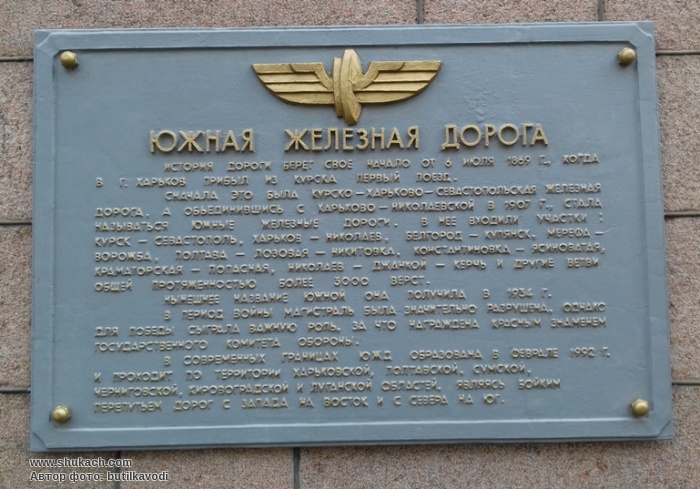 ЮЖНАЯ ЖЕЛЕЗНАЯ ДОРОГА
ИСТОРИЯ ДОРОГИ БЕРЕТ СВОЕ НАЧАЛО ОТ 6 ИЮЛЯ 1869 Г., КОГДА
В Г. ХАРЬКОВ ПРИБЫЛ ИЗ КУРСКА ПЕРВЫЙ ПОЕЗД.
СНАЧАЛА ЭТО БЫЛА КУРСКО-ХАРЬКОВО-СЕВАСТОПОЛЬСКАЯ ЖЕЛЕЗНАЯ
ДОРОГА, А ОБЪЕДИНИВШИСЬ С ХАРЬКОВО-НИКОЛАЕВСКОЙ В 1907 Г., СТАЛА
НАЗЫВАТЬСЯ ЮЖНЫЕ ЖЕЛЕЗНЫЕ ДОРОГИ. В НЕЕ ВХОДИЛИ УЧАСТКИ:
КУРСК - СЕВАСТОПОЛЬ, ХАРЬКОВ - НИКОЛАЕВ, БЕЛГОРОД - КУПЯНСК, МЕРЕФА -
ВОРОЖБА, ПОЛТАВА - ЛОЗОВАЯ - НИКИТОВКА, КОНСТАНТИНОВКА - ЯСИНОВАТАЯ,
КРАМАТОРСКАЯ - ПОПАСНАЯ, НИКОЛАЕВ - ДЖАНКОЙ - КЕРЧЬ И ДРУГИЕ ВЕТВИ
ОБЩЕЙ ПРОТЯЖЕННОСТЬЮ БОЛЕЕ 3000 ВЕРСТ.
НЫНЕШНЕЕ НАЗВАНИЕ ЮЖНОЙ ОНА ПОЛУЧИЛА В 1934 Г.
В ПЕРИОД ВОЙНЫ МАГИСТРАЛЬ БЫЛА ЗНАЧИТЕЛЬНО РАЗРУШЕНА, ОДНАКО
ДЛЯ ПОБЕДЫ СЫГРАЛА ВАЖНУЮ РОЛЬ, ЗА ЧТО НАГРАЖДЕНА КРАСНЫМ ЗНАМЕНЕМ
ГОСУДАРСТВЕННОГО КОМИТЕТА ОБОРОНЫ.
В СОВРЕМЕННЫХ ГРАНИЦАХ ЮЖД ОБРАЗОВАНА В ФЕВРАЛЕ 1992 Г.
И ПРОХОДИТ ПО ТЕРРИТОРИИ ХАРЬКОВСКОЙ, ПОЛТАВСКОЙ, СУМСКОЙ,
ЧЕРНИГОВСКОЙ, КИРОВОГРАДСКОЙ И ЛУГАНСКОЙ ОБЛАСТЕЙ, ЯВЛЯЯСЬ БОЙКИМ
ПЕРЕПУТЬЕМ ДОРОГ С ЗАПАДА НА ВОСТОК И С СЕВЕРА НА ЮГ.
www.shukach.com
Автор фото: butilkavodi